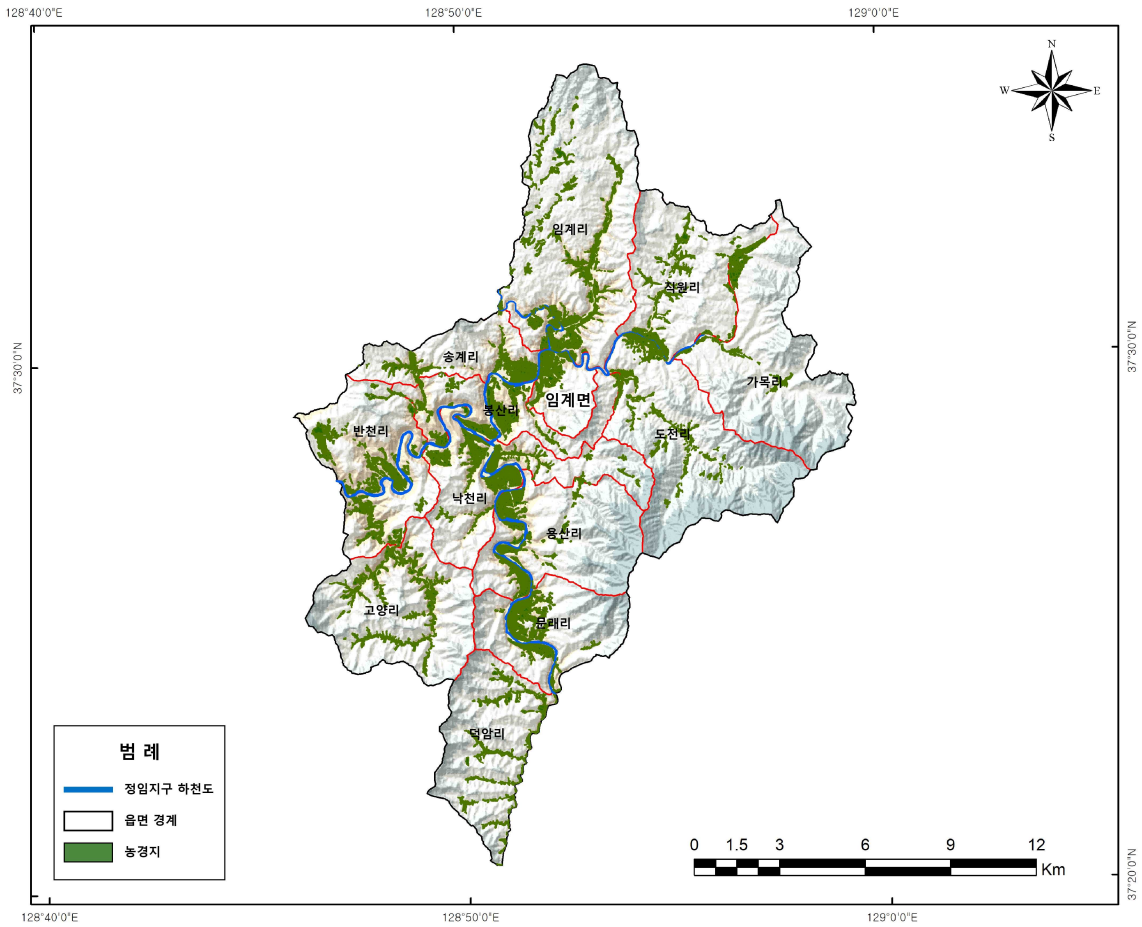 128°40'0"E
128°50'0"E
129°0'0"E
N
W
E
S
임계리
직원리
37°30'0"N
37°30'0"N
송계리
가목리
임계면
봉산리
반천리
도전리
낙천리
용산리
고양리
문래리
덕암리
범 례
정임지구 하천도
읍면 경계
농경지
0
1.5
3
6
9
12
Km
37°20'0"N
128°40'0"E
128°50'0"E
129°0'0"E